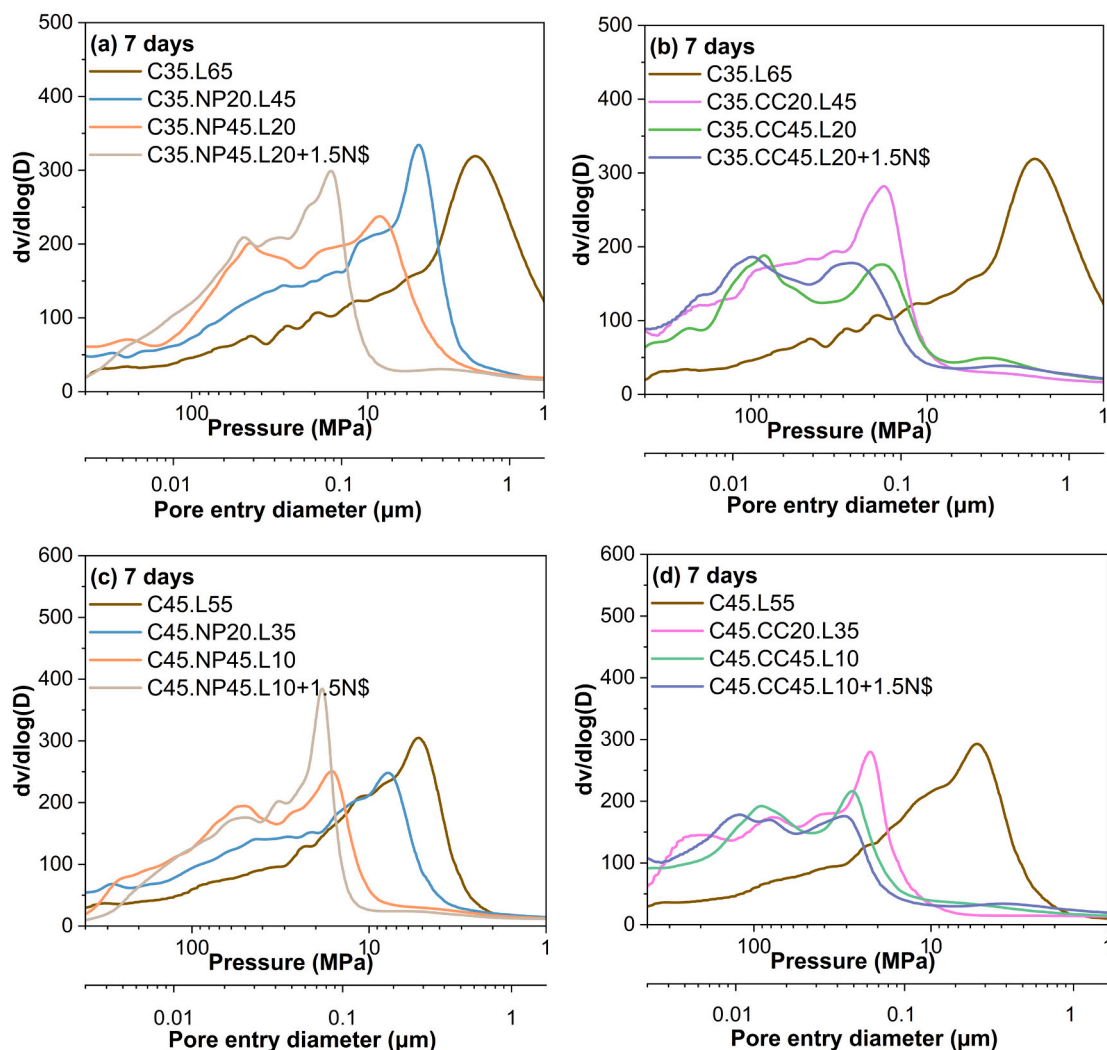 (a) 7 days
C35.L65
C35.NP20.L45
C35.NP45.L20
C35.NP45.L20+1.5N$
dv/dlog(D)
500
400
300
200
100
0
100
10
1
Pressure (MPa)
0.01
0.1
1
Pore entry diameter (μm)
(b) 7 days
C35.L65
C35.CC20.L45
C35.CC45.L20
C35.CC45.L20+1.5N$
dv/dlog(D)
500
400
300
200
100
0
100
10
1
Pressure (MPa)
0.01
0.1
1
Pore entry diameter (μm)
(c) 7 days
C45.L55
C45.NP20.L35
C45.NP45.L10
C45.NP45.L10+1.5N$
dv/dlog(D)
600
500
400
300
200
100
0
100
10
1
Pressure (MPa)
0.01
0.1
1
Pore entry diameter (μm)
(d) 7 days
C45.L55
C45.CC20.L35
C45.CC45.L10
C45.CC45.L10+1.5N$
dv/dlog(D)
600
500
400
300
200
100
0
100
10
1
Pressure (MPa)
0.01
0.1
1
Pore entry diameter (μm)